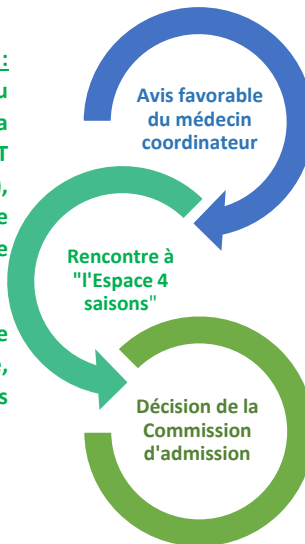 :
u
a
T
,
e
e
e
,
s
Avis favorable
du médecin
coordinateur
Rencontre à
"l'Espace 4
saisons"
Décision de la
Commission
d'admission